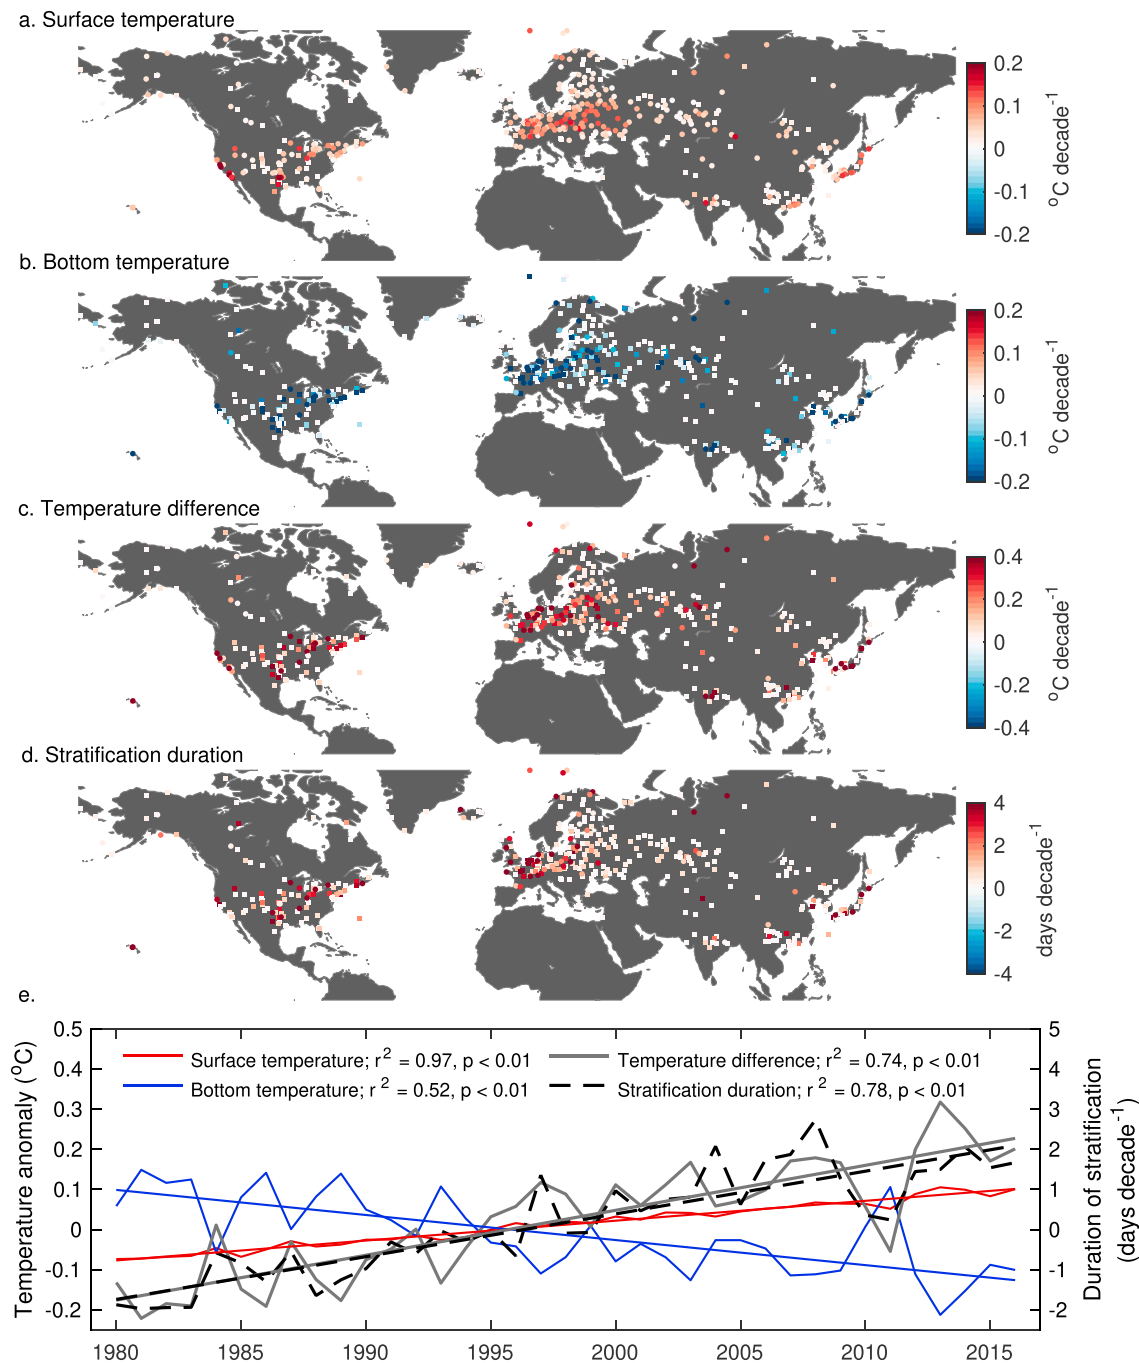 a. Surface temperature
0.2
0.1
0
-0.1
-0.2
°C decade⁻¹
b. Bottom temperature
0.2
0.1
0
-0.1
-0.2
°C decade⁻¹
c. Temperature difference
0.4
0.2
0
-0.2
-0.4
°C decade⁻¹
d. Stratification duration
4
2
0
-2
-4
days decade⁻¹
e.
Temperature anomaly (°C)
0.5
0.4
0.3
0.2
0.1
0
-0.1
-0.2
Surface temperature; r² = 0.97, p < 0.01
Bottom temperature; r² = 0.52, p < 0.01
Temperature difference; r² = 0.74, p < 0.01
Stratification duration; r² = 0.78, p < 0.01
5
4
3
2
1
0
-1
-2
Duration of stratification
(days decade⁻¹)
1980 1985 1990 1995 2000 2005 2010 2015